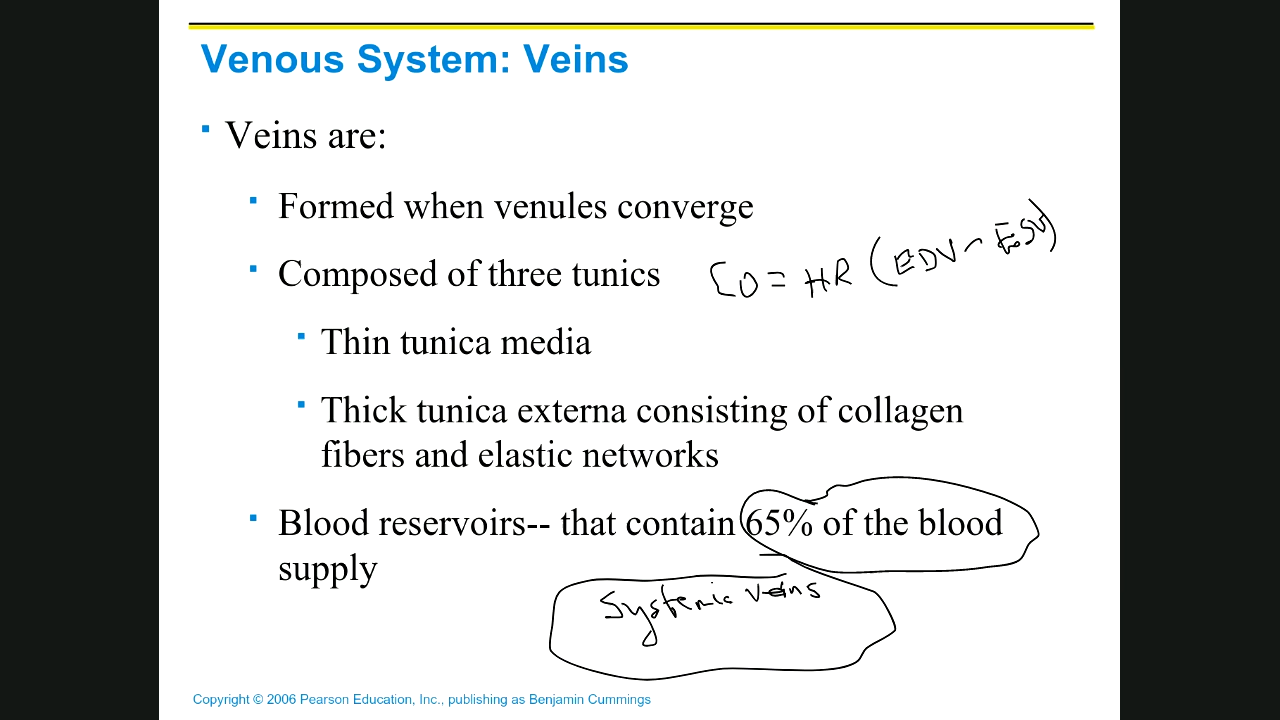 Venous System: Veins
Veins are:
Formed when venules converge
Composed of three tunics
CO = HR (EDV - ESV)
Thin tunica media
Thick tunica externa consisting of collagen
fibers and elastic networks
Blood reservoirs-- that contain 65% of the blood
supply
Systemic veins
Copyright © 2006 Pearson Education, Inc., publishing as Benjamin Cummings